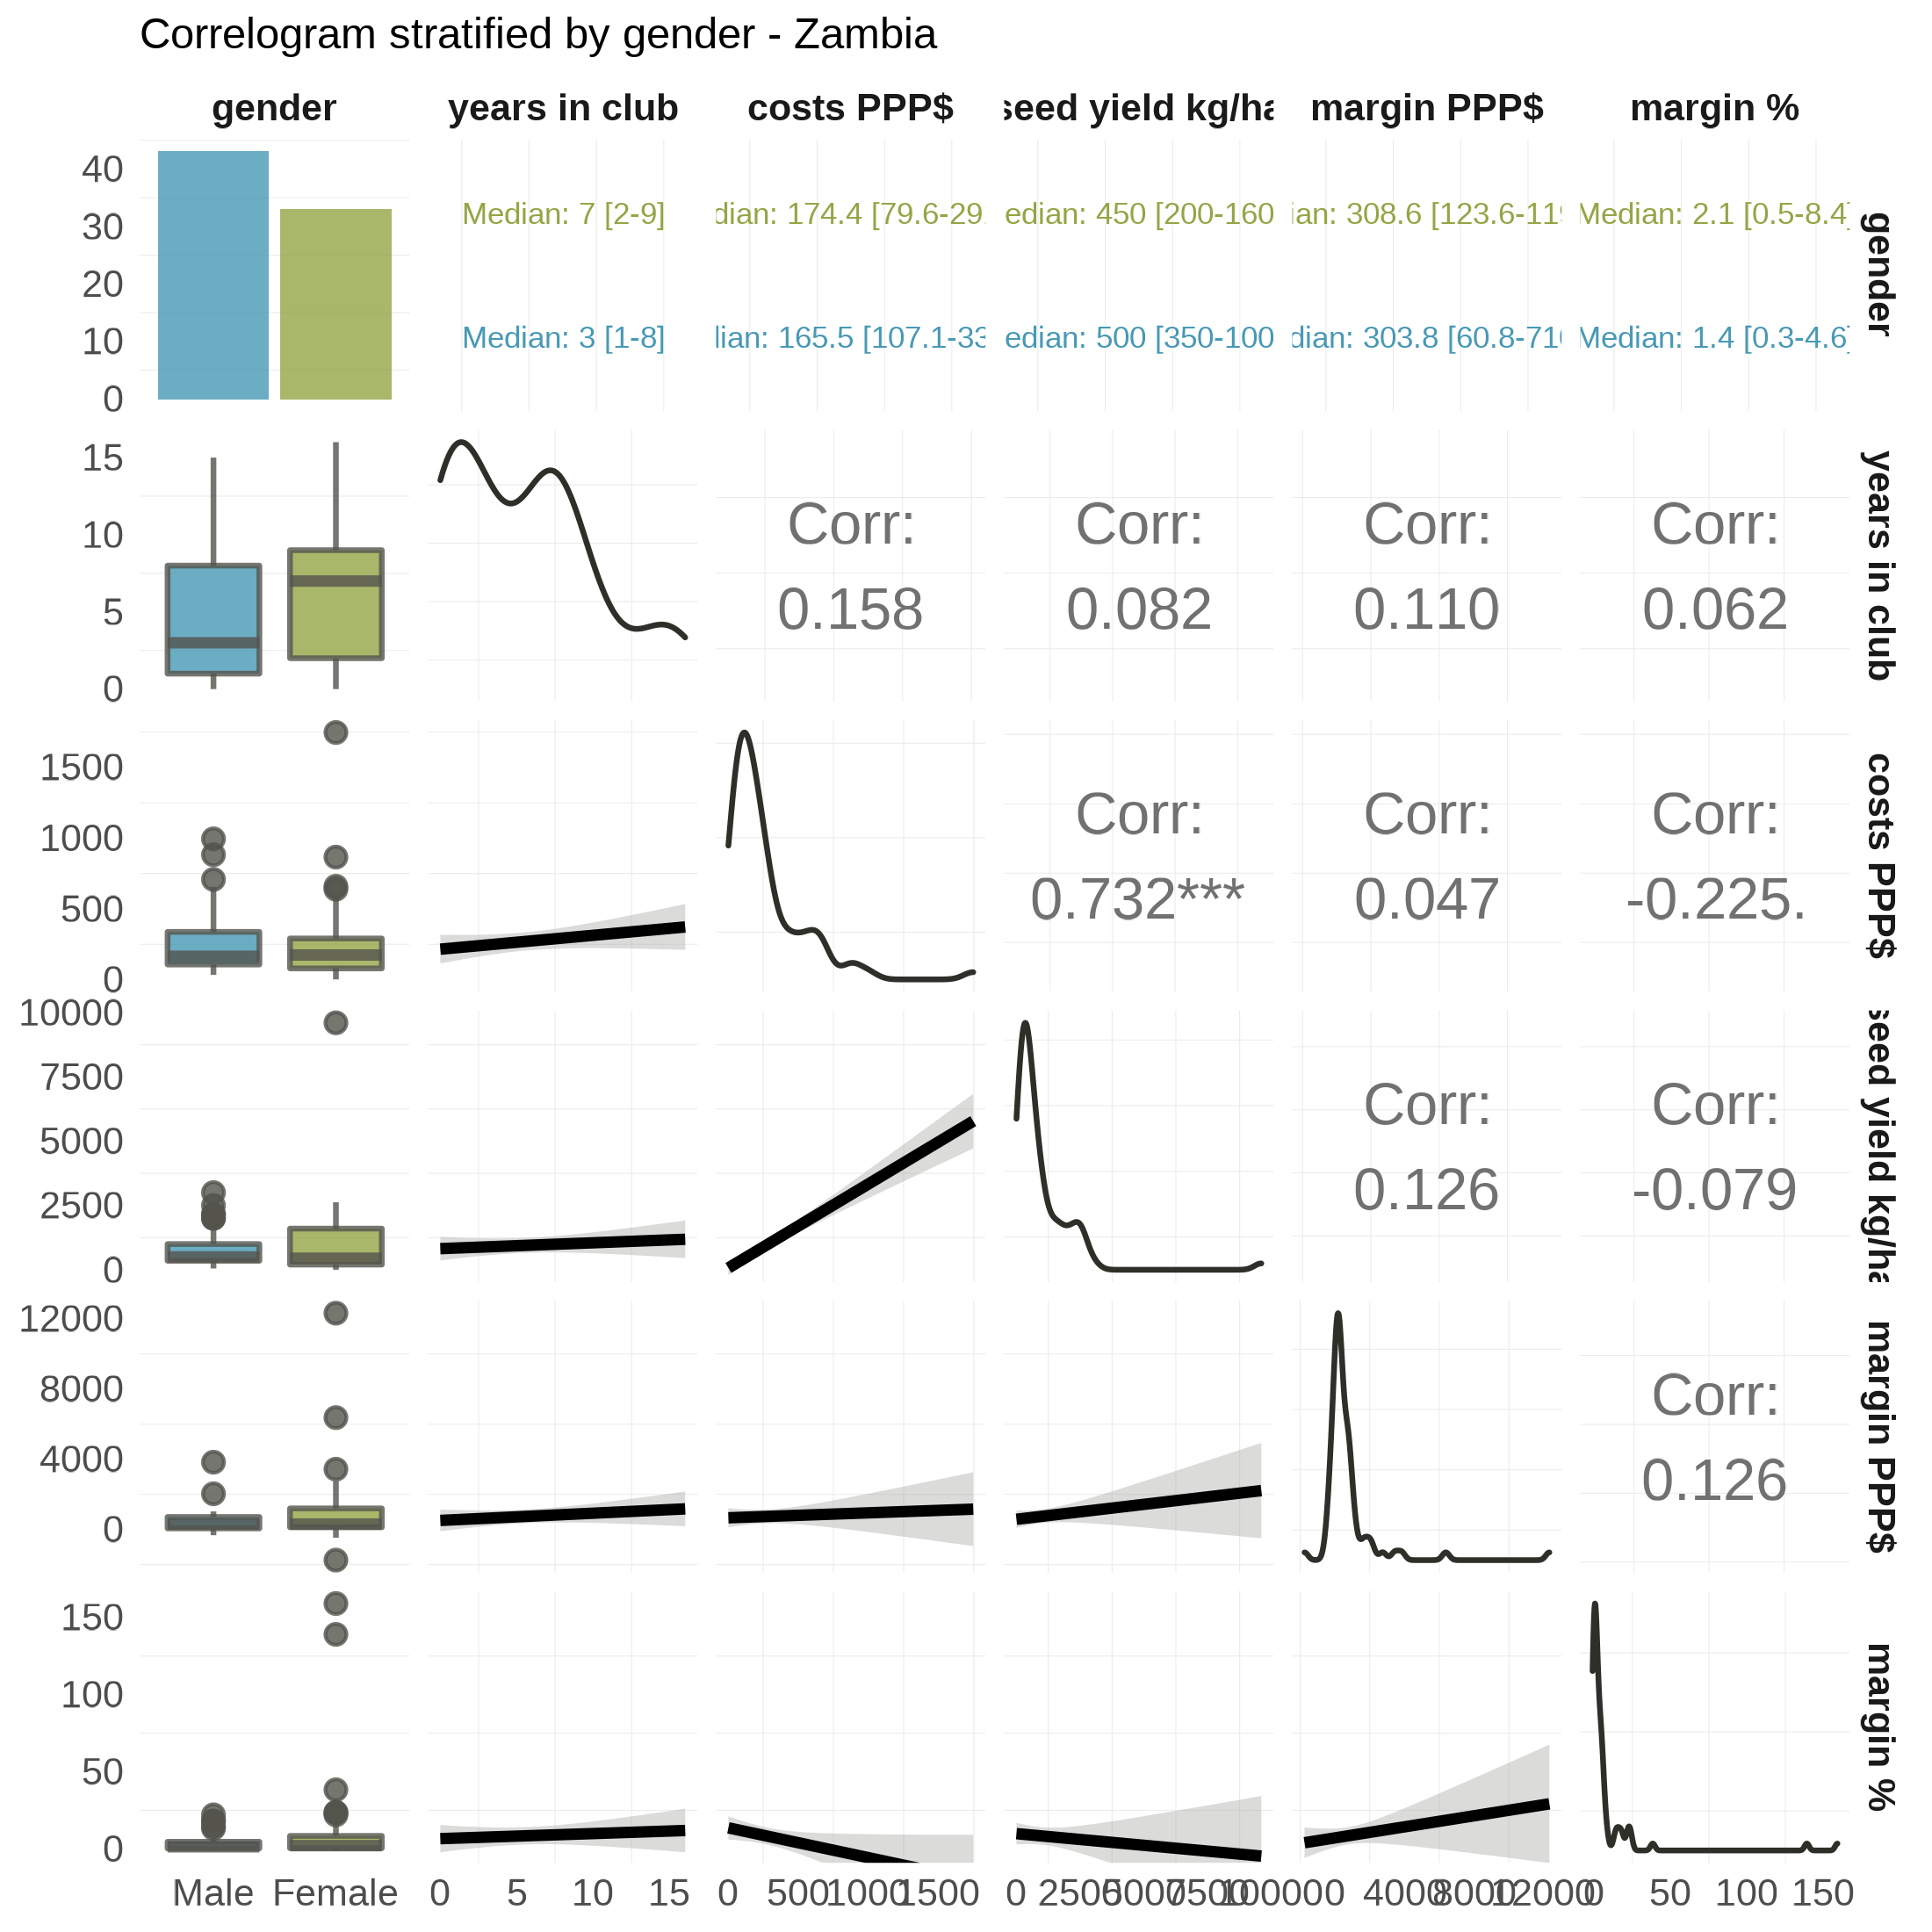 Correlogram stratified by gender - Zambia
gender years in club costs PPP$ seed yield kg/ha margin PPP$ margin %
40
30
20
10
0
Median: 7 [2-9] dian: 174.4 [79.6-29 edian: 450 [200-160 ian: 308.6 [123.6-119 Median: 2.1 [0.5-8.4]
Median: 3 [1-8] dian: 165.5 [107.1-33 edian: 500 [350-100 dian: 303.8 [60.8-710 Median: 1.4 [0.3-4.6]
gender
15
10
5
0
Corr: Corr: Corr: Corr:
0.158 0.082 0.110 0.062
years in club
1500
1000
500
0
Corr: Corr: Corr:
0.732*** 0.047 -0.225.
costs PPP$
10000
7500
5000
2500
0
Corr: Corr:
0.126 -0.079
seed yield kg/ha
12000
8000
4000
0
Corr:
0.126
margin PPP$
150
100
50
0
margin %
Male Female 0 5 10 15 0 500 1000 1500 0 2500 5000 7500 10000 0 4000 8000 12000 0 50 100 150